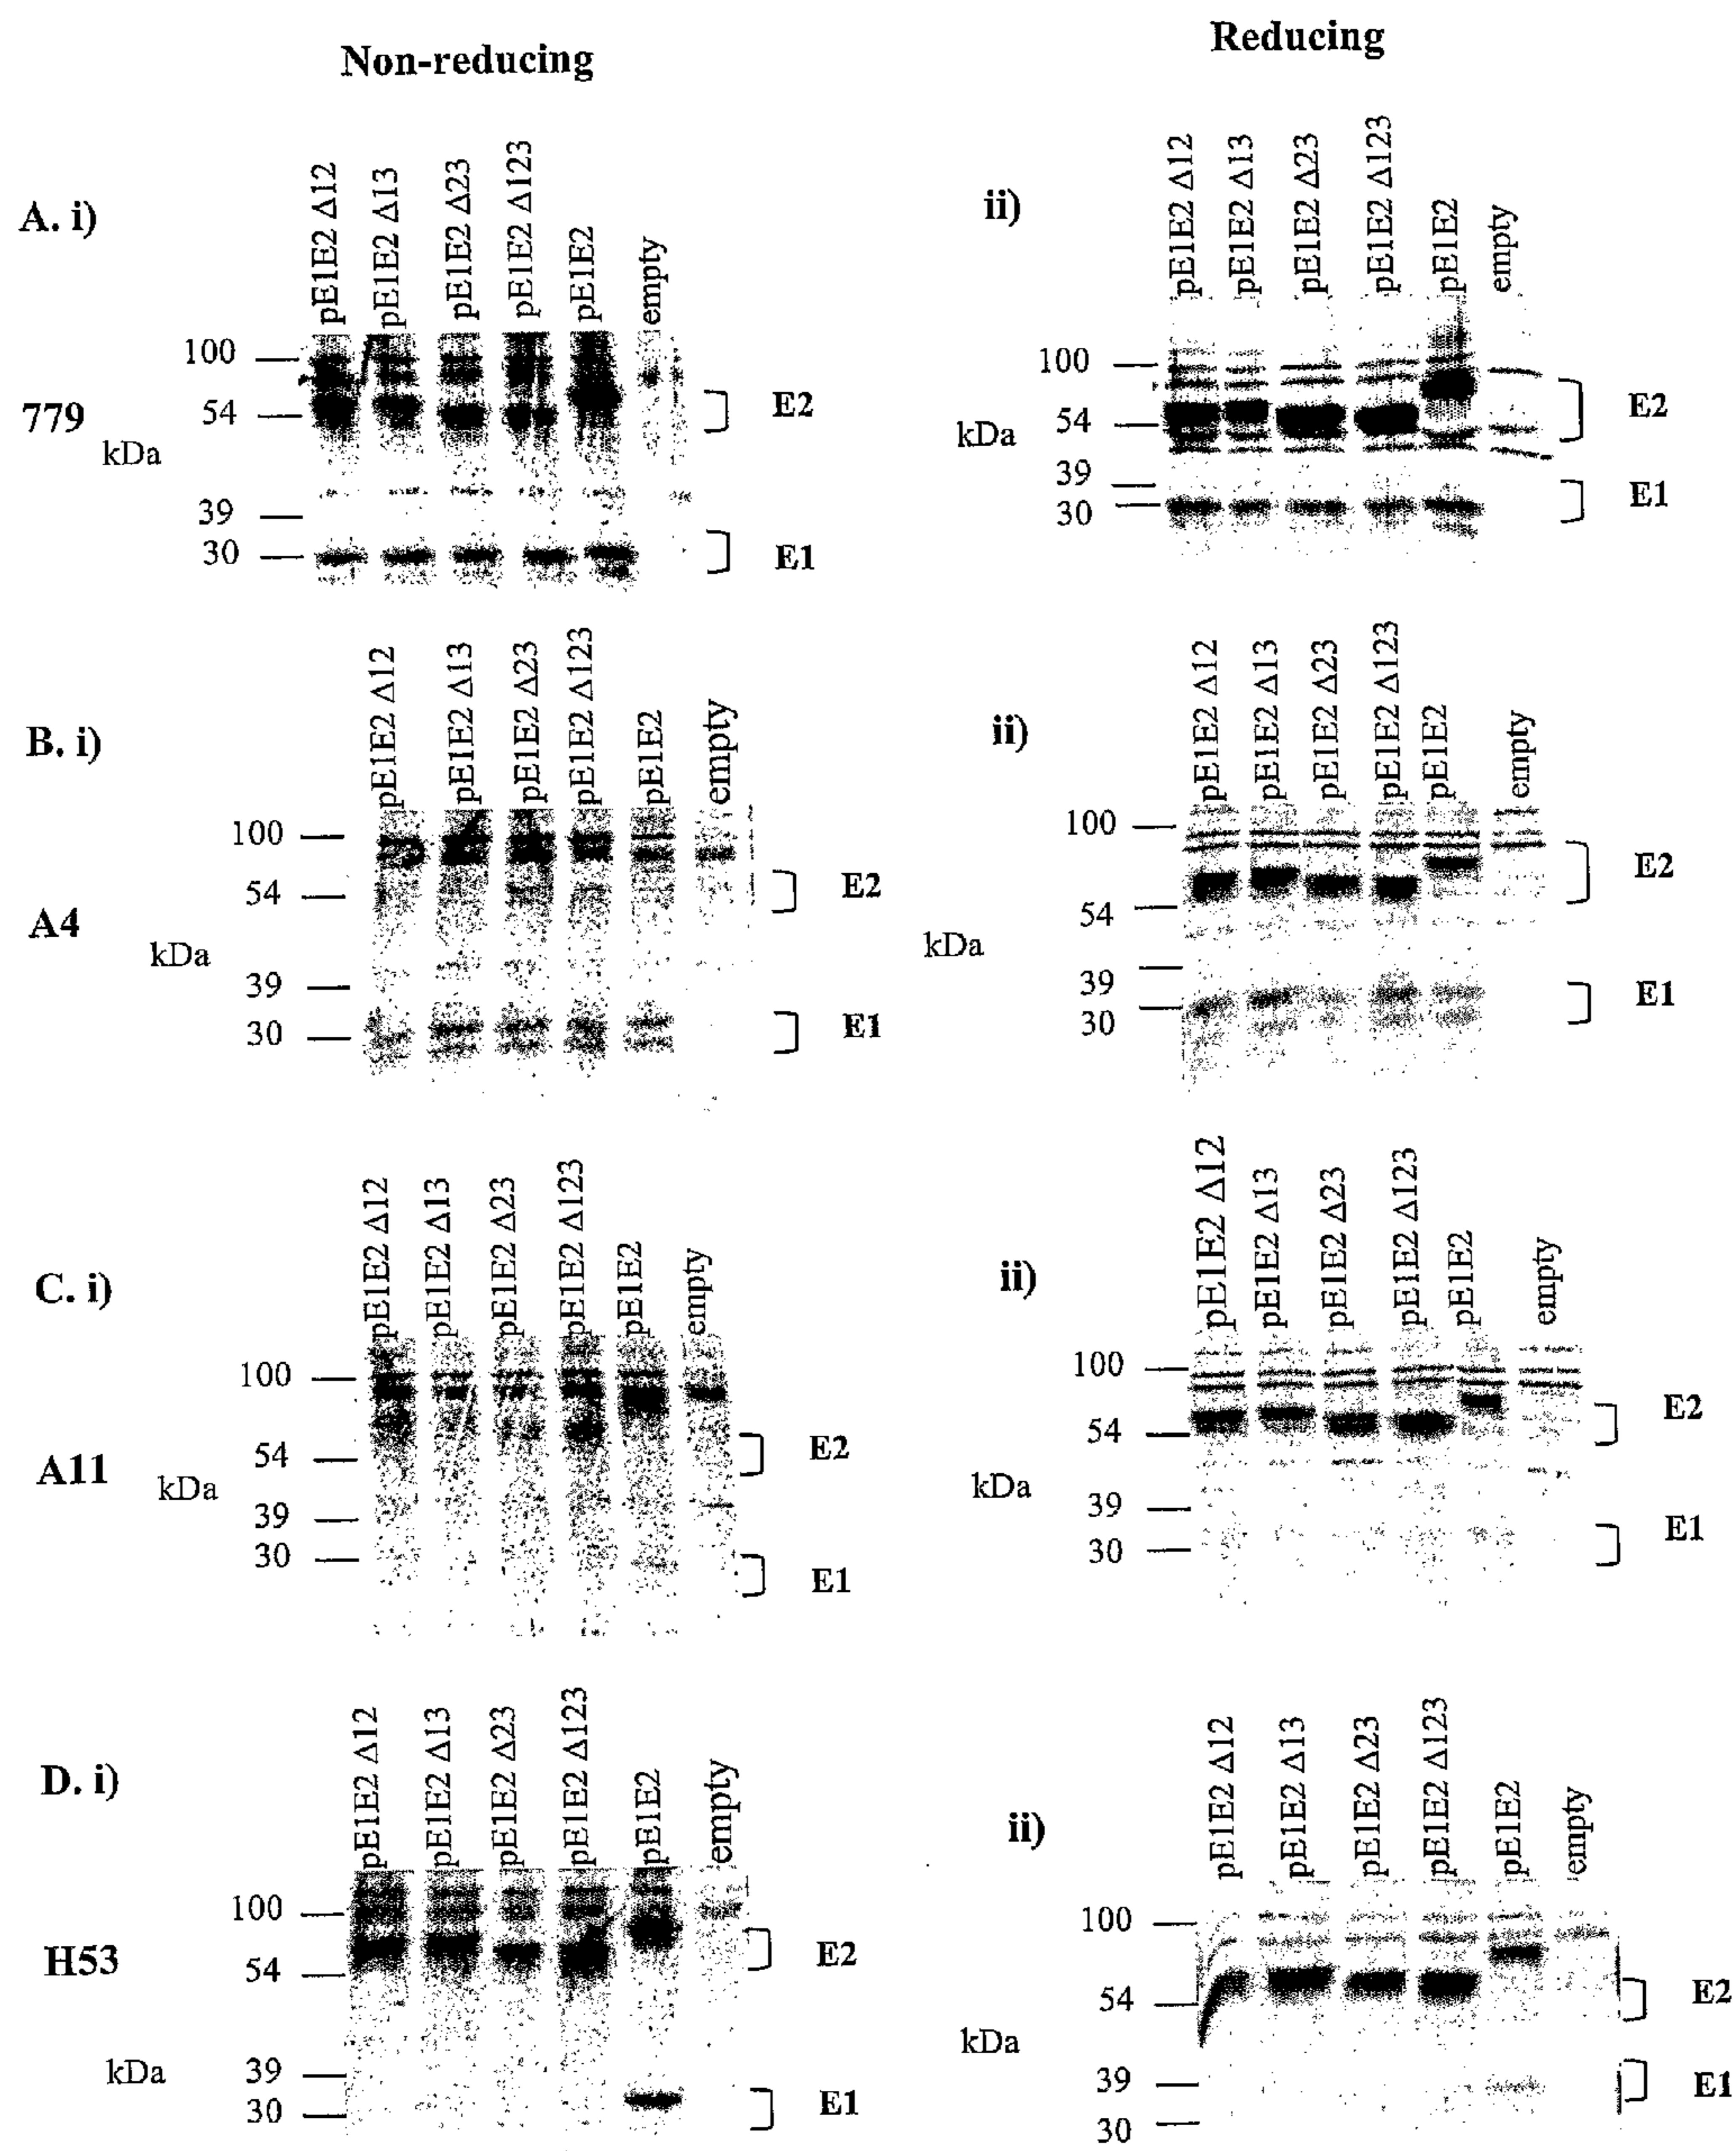 Non-reducing
Reducing
A. i)
pE1E2 Δ12
pE1E2 Δ13
pE1E2 Δ23
pE1E2 Δ123
pE1E2
empty
100
54
kDa
39
30
779
E2
E1
ii)
pE1E2 Δ12
pE1E2 Δ13
pE1E2 Δ23
pE1E2 Δ123
pE1E2
empty
100
54
kDa
39
30
E2
E1
B. i)
pE1E2 Δ12
pE1E2 Δ13
pE1E2 Δ23
pE1E2 Δ123
pE1E2
empty
100
54
A4
kDa
39
30
E2
E1
ii)
pE1E2 Δ12
pE1E2 Δ13
pE1E2 Δ23
pE1E2 Δ123
pE1E2
empty
100
54
kDa
39
30
E2
E1
C. i)
pE1E2 Δ12
pE1E2 Δ13
pE1E2 Δ23
pE1E2 Δ123
pE1E2
empty
100
54
A11
kDa
39
30
E2
E1
ii)
pE1E2 Δ12
pE1E2 Δ13
pE1E2 Δ23
pE1E2 Δ123
pE1E2
empty
100
54
kDa
39
30
E2
E1
D. i)
pE1E2 Δ12
pE1E2 Δ13
pE1E2 Δ23
pE1E2 Δ123
pE1E2
empty
100
54
H53
kDa
39
30
E2
E1
ii)
pE1E2 Δ12
pE1E2 Δ13
pE1E2 Δ23
pE1E2 Δ123
pE1E2
empty
100
54
kDa
39
30
E2
E1